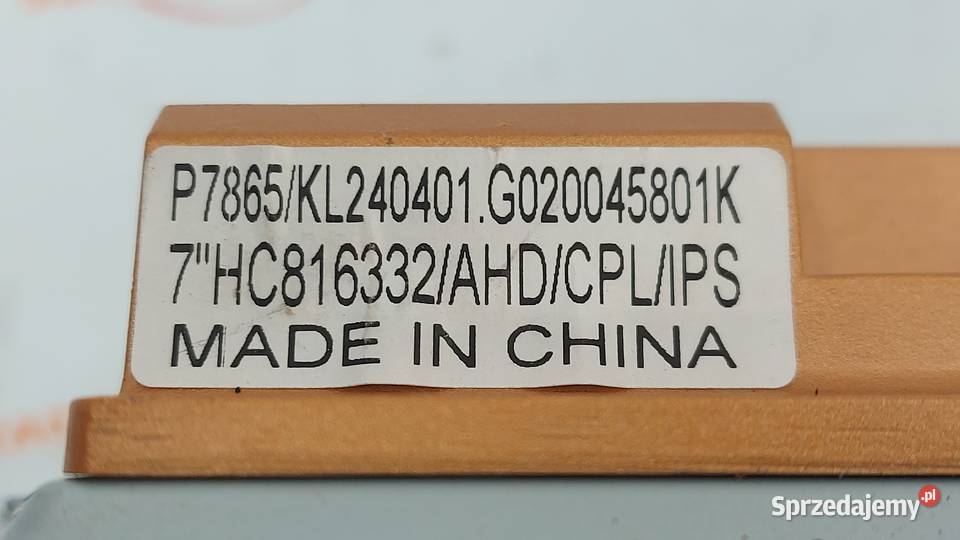 P7865/KL240401.G020045801K
7"HC816332/AHD/CPL/IPS
MADE IN CHINA
Sprzedajemy.pl